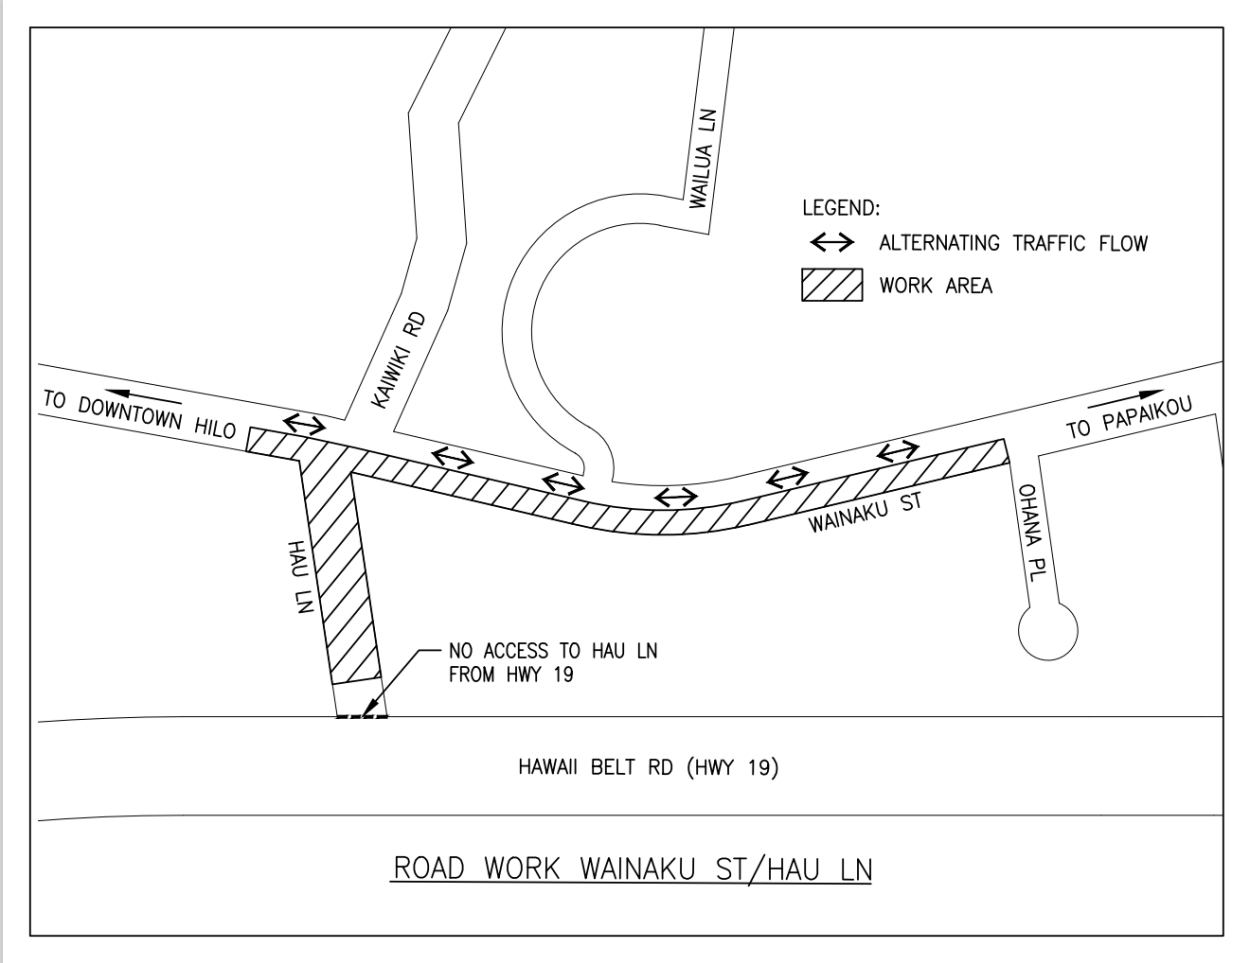 WAILUA LN
LEGEND:
ALTERNATING TRAFFIC FLOW
WORK AREA
KAIWIKI RD
TO DOWNTOWN HILO
TO PAPAIKOU
WAINAKU ST
OHANA PL
HAU LN
NO ACCESS TO HAU LN
FROM HWY 19
HAWAII BELT RD (HWY 19)
ROAD WORK WAINAKU ST/HAU LN